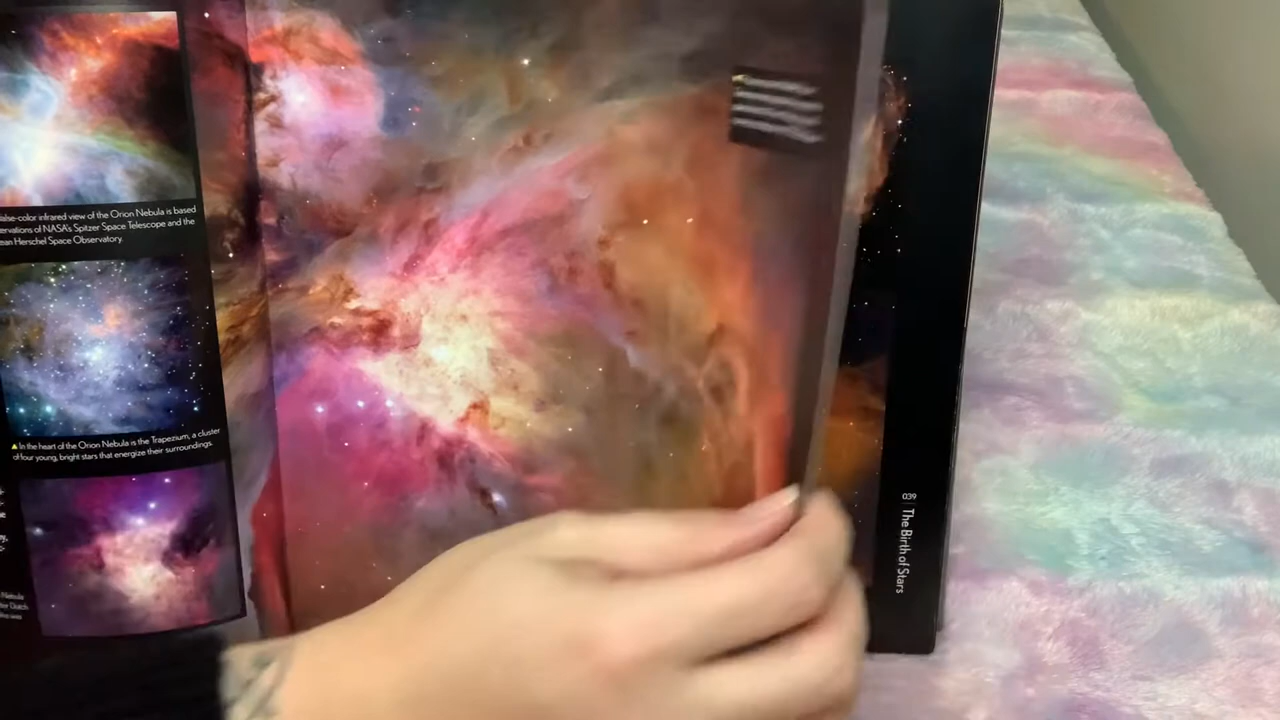 alse-color infrared view of the Orion Nebula is based
ervations of NASA's Spitzer Space Telescope and the
ean Herschel Space Observatory.
▲ In the heart of the Orion Nebula is the Trapezium, a cluster
of four young, bright stars that energize their surroundings.
Nebula
Dutch
039 | The Birth of Stars